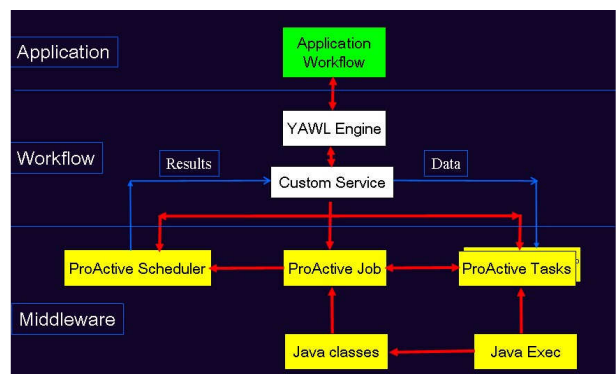 Application
Application
Workflow
YAWL Engine
Workflow
Results
Data
Custom Service
ProActive Scheduler
ProActive Job
ProActive Tasks
Middleware
Java classes
Java Exec